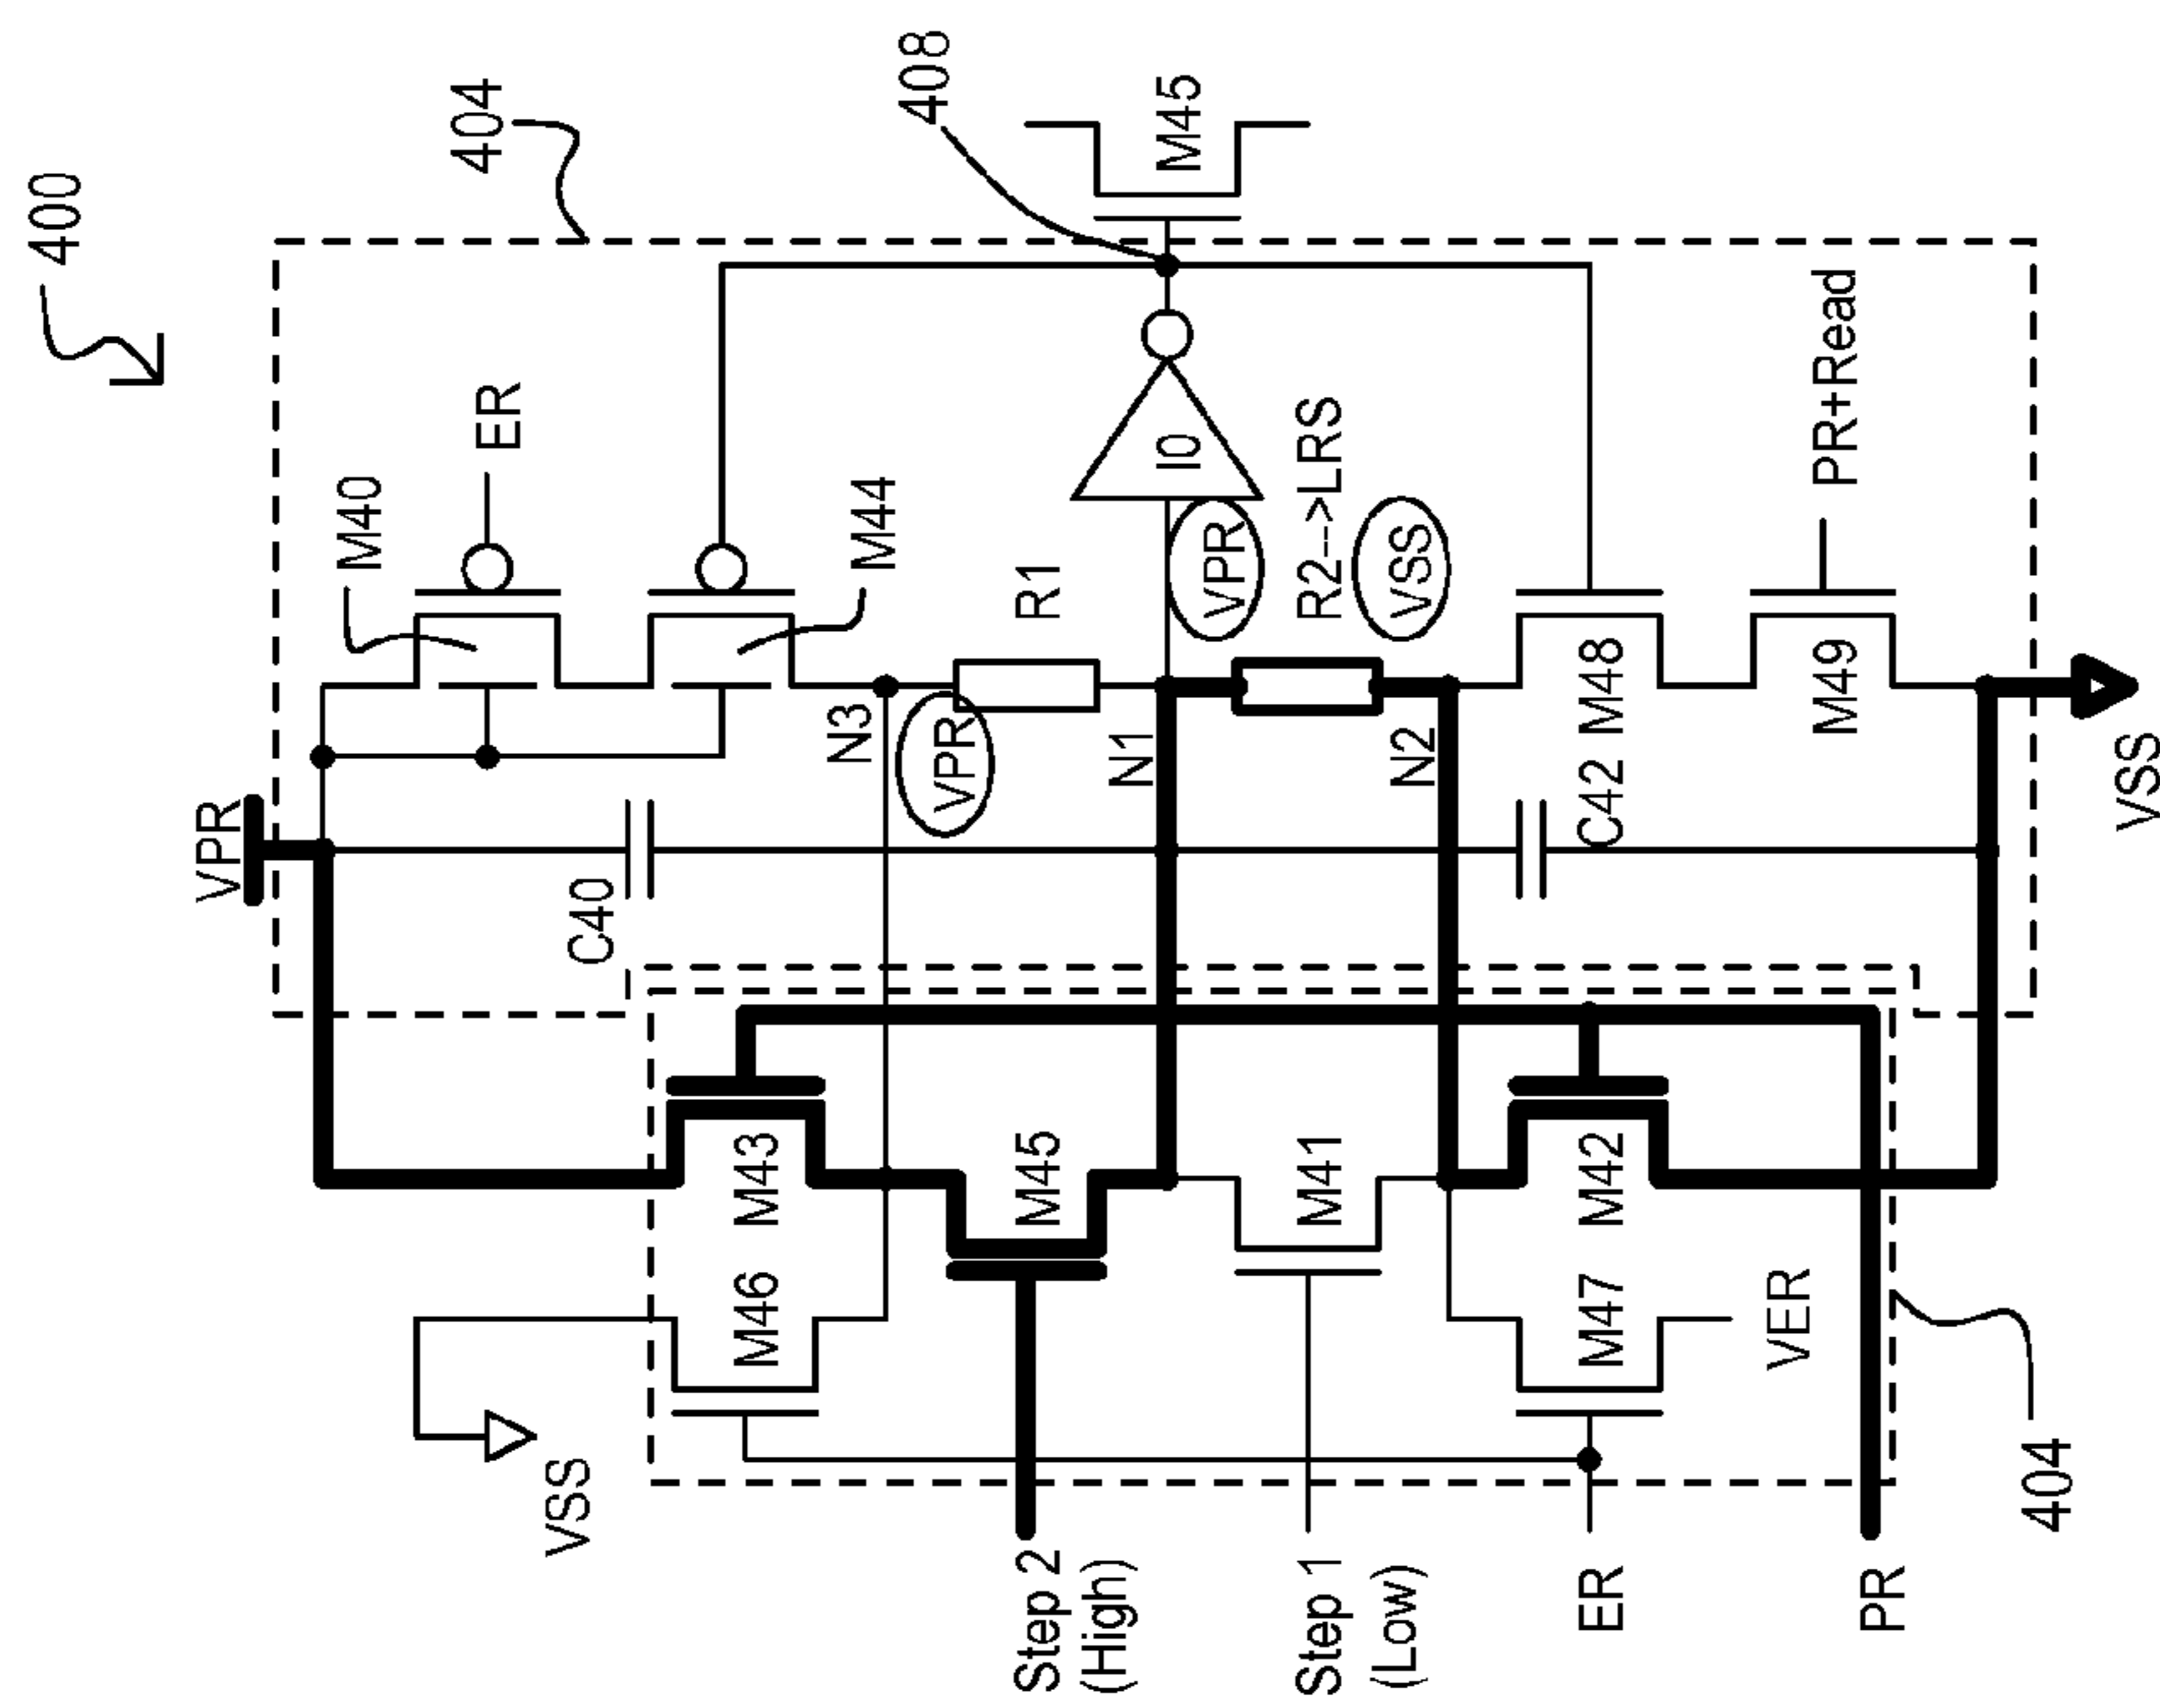 400
404
408
VPR
M40
ER
M44
C40
N3
VPR
R1
M45
I0
N1
VPR
R2-->LRS
VSS
N2
C42 M48
M49
PR+Read
VSS
M46 M43
M45
M41
M47 M42
VER
VSS
Step 2
(High)
Step 1
(Low)
ER
PR
404